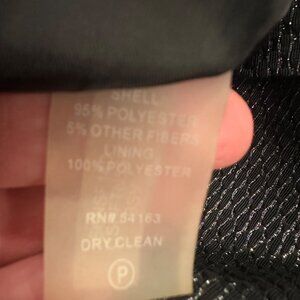 SHELL
95% POLYESTER
5% OTHER FIBERS
LINING
100% POLYESTER
RN# 54163
DRY CLEAN
P